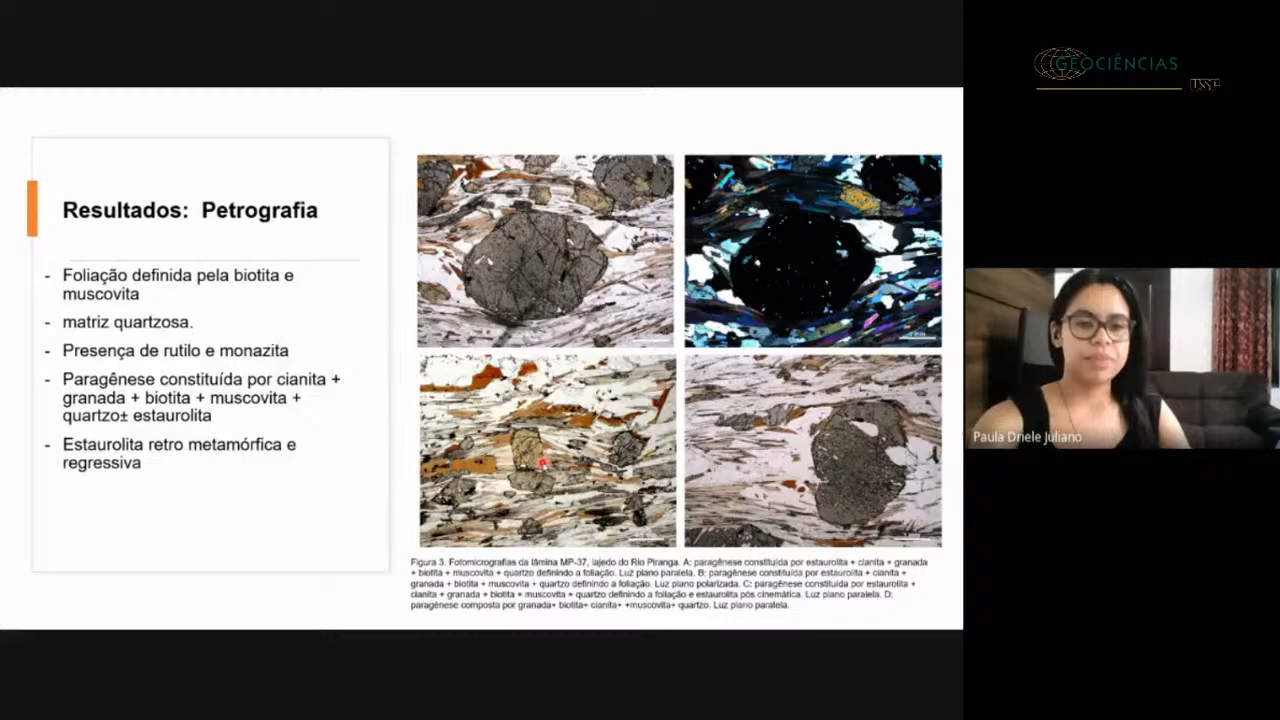 GEOCIÊNCIAS
USP
Resultados: Petrografia
- Foliação definida pela biotita e
muscovita
- matriz quartzosa.
- Presença de rutilo e monazita
- Paragênese constituída por cianita +
granada + biotita + muscovita +
quartzo± estaurolita
- Estaurolita retro metamórfica e
regressiva
Figura 3. Fotomicrografias da lâmina MP-37, lajedo do Rio Piranga. A: paragênese constituída por estaurolita + cianita + granada
+ biotita + muscovita + quartzo definindo a foliação. Luz plano paralela. B: paragênese constituída por estaurolita + cianita +
granada + biotita + muscovita + quartzo definindo a foliação. Luz plano polarizada. C: paragênese constituída por estaurolita +
cianita + granada + biotita + muscovita + quartzo definindo a foliação e estaurolita pós cinemática. Luz plano paralela. D:
paragênese composta por granada+ biotita+ cianita+ +muscovita+ quartzo. Luz plano paralela.
Paula Driele Juliano